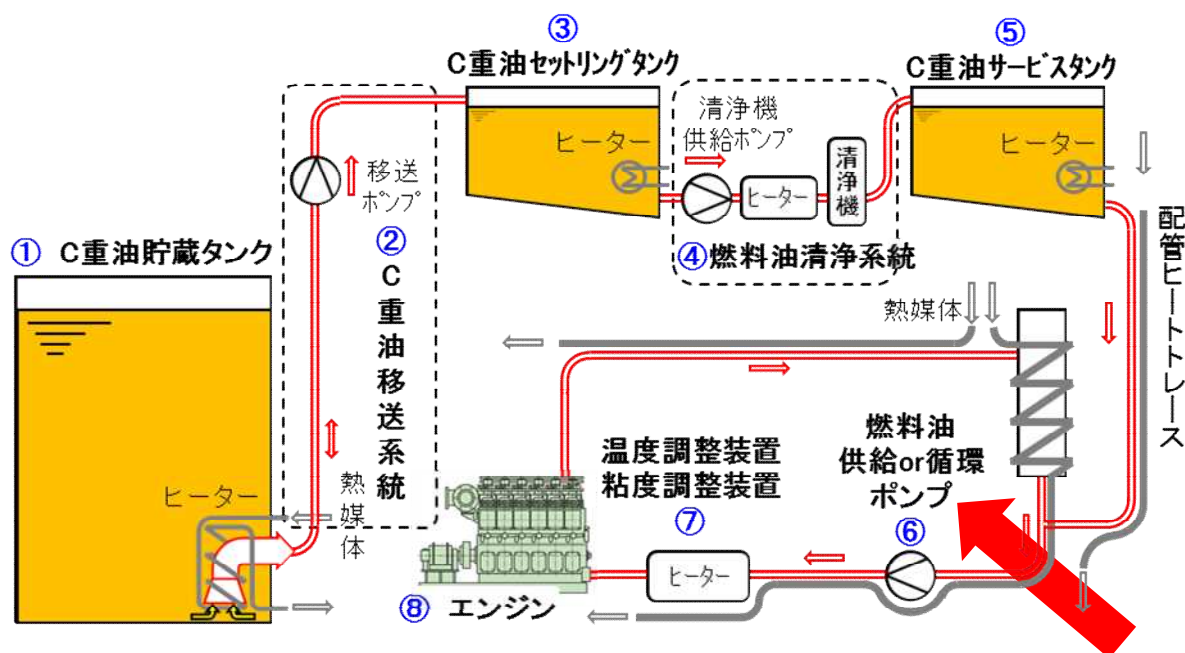 ③
C重油セットリングタンク
⑤
C重油サービスタンク
清浄機
供給ポンプ
ヒーター
ヒーター
清浄機
ヒーター
移送
ポンプ
②
C重油移送系統
④燃料油清浄系統
① C重油貯蔵タンク
配管ヒートトレース
熱媒体
燃料油
供給or循環
ポンプ
⑥
温度調整装置
粘度調整装置
⑦
ヒーター
熱媒体
ヒーター
⑧ エンジン